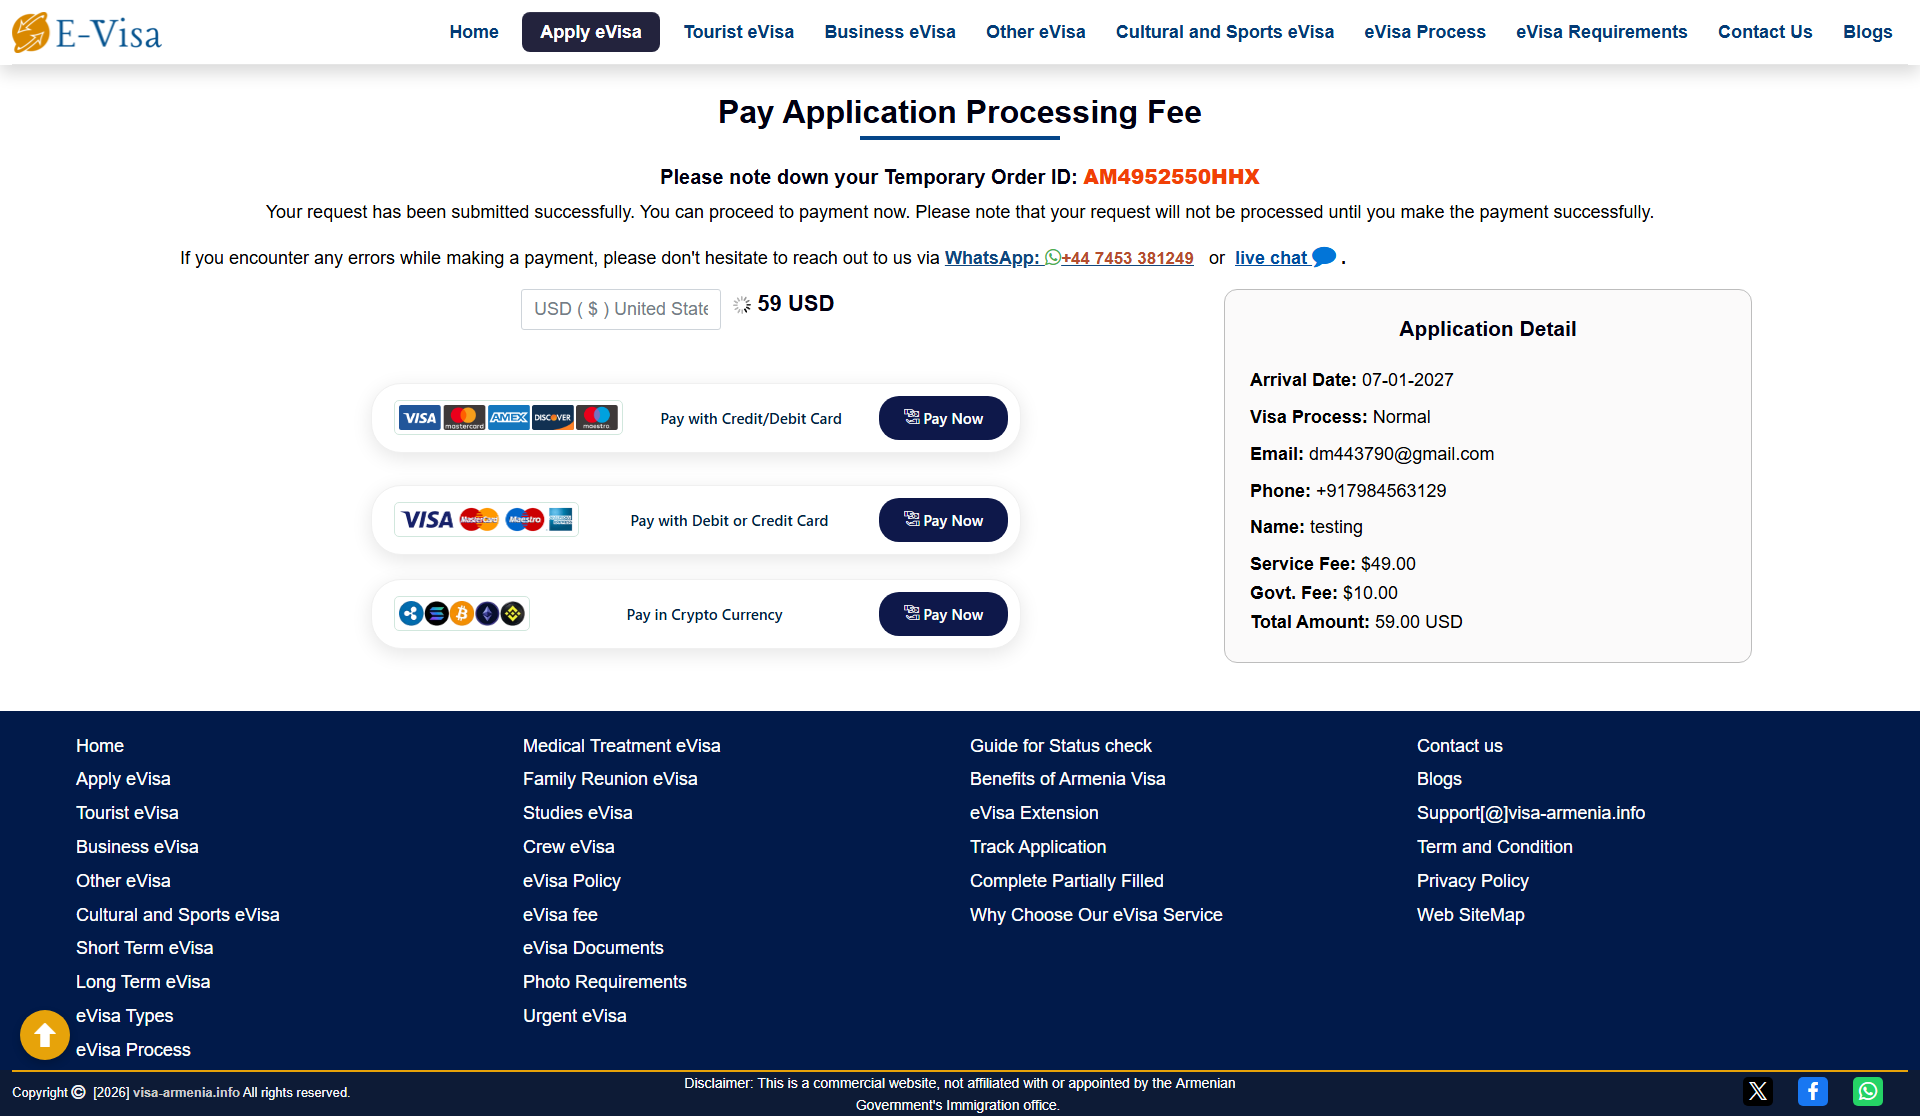 E-Visa
Home
Apply eVisa
Tourist eVisa
Business eVisa
Other eVisa
Cultural and Sports eVisa
eVisa Process
eVisa Requirements
Contact Us
Blogs
Pay Application Processing Fee
Please note down your Temporary Order ID: AM4952550HHX
Your request has been submitted successfully. You can proceed to payment now. Please note that your request will not be processed until you make the payment successfully.
If you encounter any errors while making a payment, please don't hesitate to reach out to us via WhatsApp: +44 7453 381249 or live chat .
USD ( $ ) United State
59 USD
VISA mastercard AMEX DISCOVER maestro
Pay with Credit/Debit Card
Pay Now
VISA MasterCard Maestro
Pay with Debit or Credit Card
Pay Now
Pay in Crypto Currency
Pay Now
Application Detail
Arrival Date: 07-01-2027
Visa Process: Normal
Email: dm443790@gmail.com
Phone: +917984563129
Name: testing
Service Fee: $49.00
Govt. Fee: $10.00
Total Amount: 59.00 USD
Home
Apply eVisa
Tourist eVisa
Business eVisa
Other eVisa
Cultural and Sports eVisa
Short Term eVisa
Long Term eVisa
eVisa Types
eVisa Process
Medical Treatment eVisa
Family Reunion eVisa
Studies eVisa
Crew eVisa
eVisa Policy
eVisa fee
eVisa Documents
Photo Requirements
Urgent eVisa
Guide for Status check
Benefits of Armenia Visa
eVisa Extension
Track Application
Complete Partially Filled
Why Choose Our eVisa Service
Contact us
Blogs
Support[@]visa-armenia.info
Term and Condition
Privacy Policy
Web SiteMap
Copyright © [2026] visa-armenia.info All rights reserved.
Disclaimer: This is a commercial website, not affiliated with or appointed by the Armenian
Government's Immigration office.